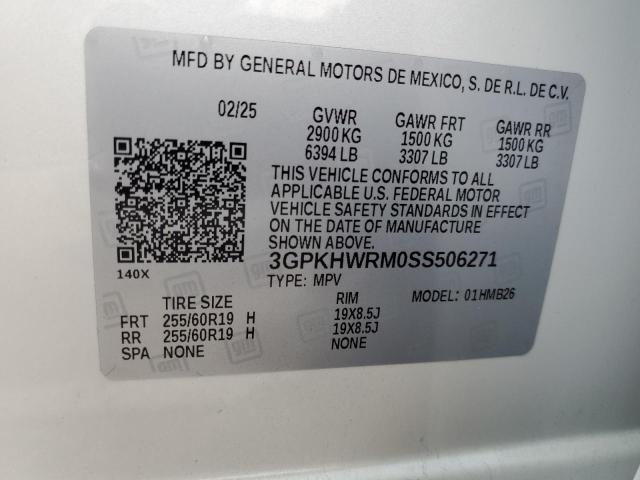 MFD BY GENERAL MOTORS DE MEXICO, S. DE R.L. DE C.V.
02/25 GVWR GAWR FRT GAWR RR
2900 KG 1500 KG 1500 KG
6394 LB 3307 LB 3307 LB
THIS VEHICLE CONFORMS TO ALL
APPLICABLE U.S. FEDERAL MOTOR
VEHICLE SAFETY STANDARDS IN EFFECT
ON THE DATE OF MANUFACTURE
SHOWN ABOVE.
3GPKHWRM0SS506271
140X TYPE: MPV MODEL: 01HMB26
TIRE SIZE RIM
FRT 255/60R19 H 19X8.5J
RR 255/60R19 H 19X8.5J
SPA NONE NONE